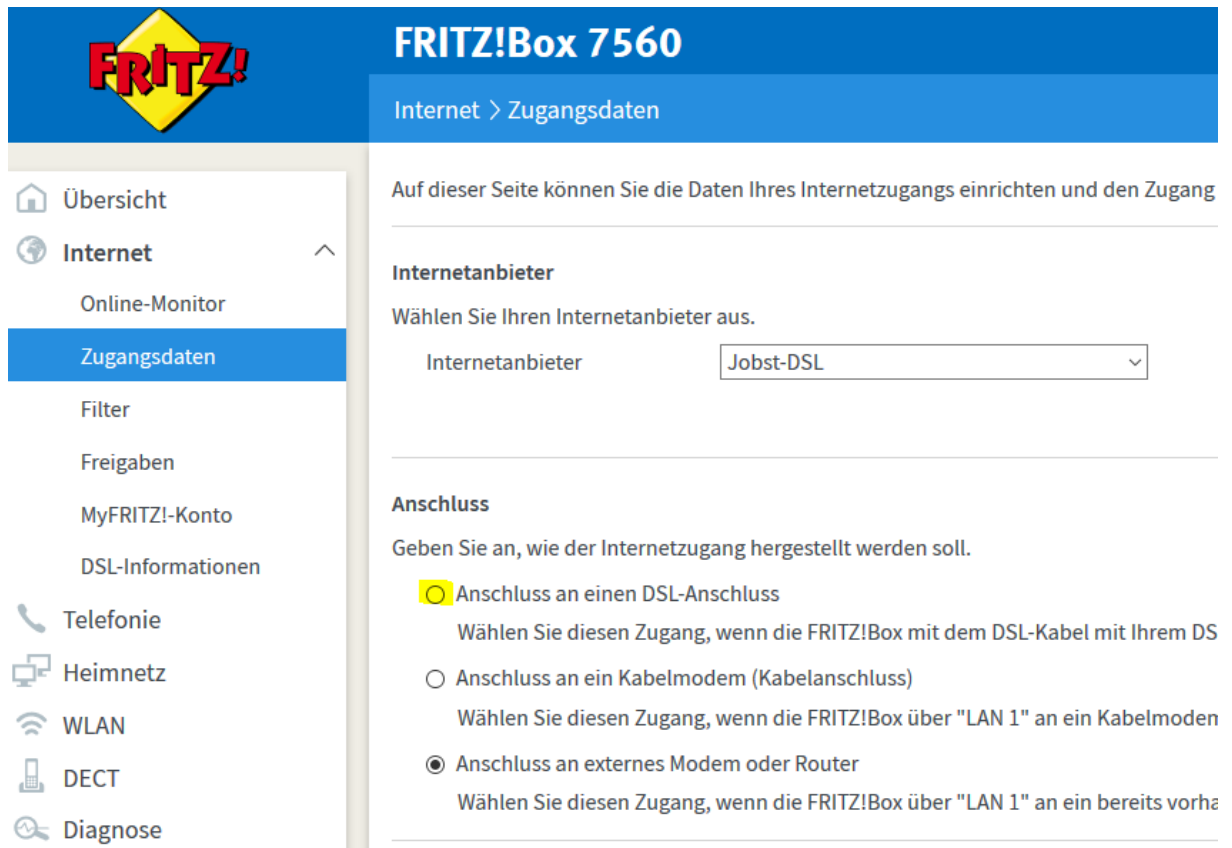 FRITZ!
FRITZ!Box 7560
Internet > Zugangsdaten
Übersicht
Internet
Online-Monitor
Zugangsdaten
Filter
Freigaben
MyFRITZ!-Konto
DSL-Informationen
Telefonie
Heimnetz
WLAN
DECT
Diagnose
Auf dieser Seite können Sie die Daten Ihres Internetzugangs einrichten und den Zugang
Internetanbieter
Wählen Sie Ihren Internetanbieter aus.
Internetanbieter Jobst-DSL
Anschluss
Geben Sie an, wie der Internetzugang hergestellt werden soll.
Anschluss an einen DSL-Anschluss
Wählen Sie diesen Zugang, wenn die FRITZ!Box mit dem DSL-Kabel mit Ihrem DS
Anschluss an ein Kabelmodem (Kabelanschluss)
Wählen Sie diesen Zugang, wenn die FRITZ!Box über "LAN 1" an ein Kabelmodem
Anschluss an externes Modem oder Router
Wählen Sie diesen Zugang, wenn die FRITZ!Box über "LAN 1" an ein bereits vorha